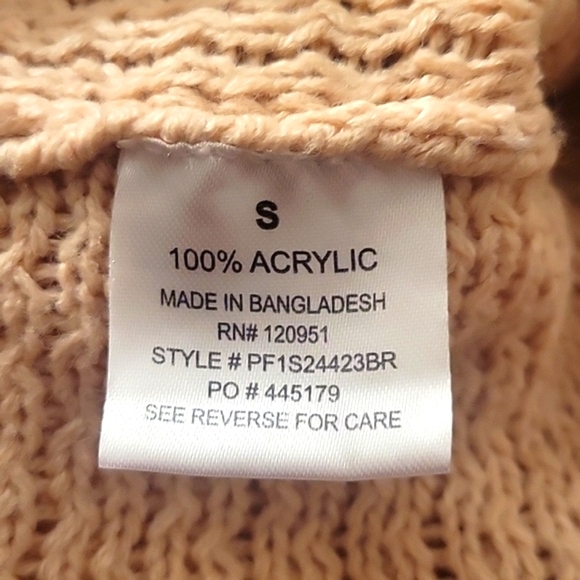 S
100% ACRYLIC
MADE IN BANGLADESH
RN# 120951
STYLE # PF1S24423BR
PO # 445179
SEE REVERSE FOR CARE